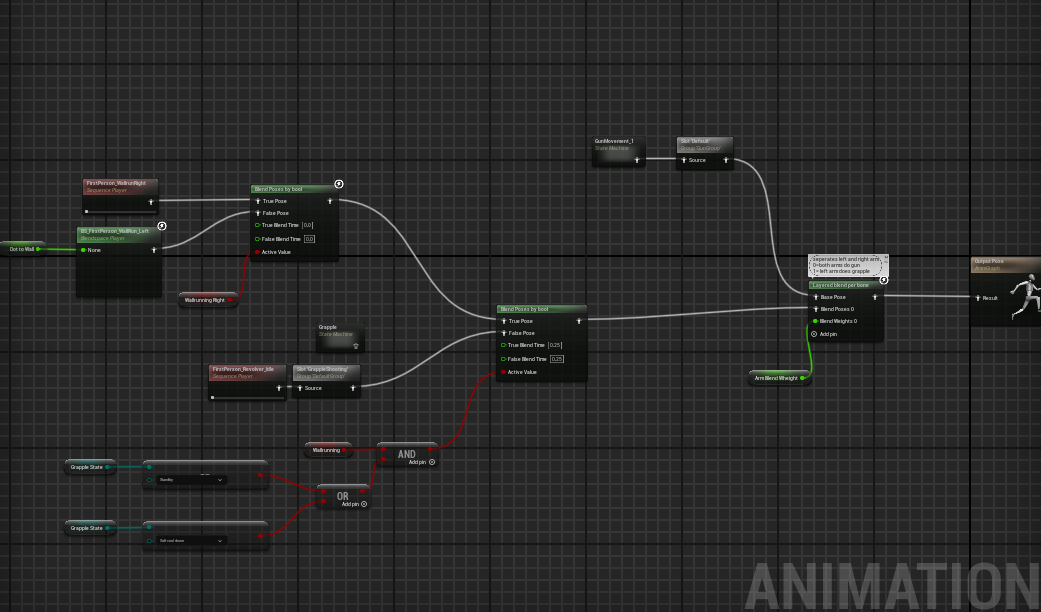 GunMovement_1
State Machine
Slot 'Default'
Group 'GunGroup'
Source
FirstPerson_WallrunRight
Sequence Player
Blend Poses by bool
True Pose
False Pose
True Blend Time 0,0
False Blend Time 0,0
Active Value
BS_FirstPerson_WallRun_Left
Blendspace Player
None
Dot to Wall
Wallrunning Right
seperates left and right arm.
0=both arms do gun
1= left arm does grapple
Layered blend per bone
Base Pose
Blend Poses 0
Blend Weights 0
Add pin
Output Pose
AnimGraph
Result
Blend Poses by bool
True Pose
False Pose
True Blend Time 0,25
False Blend Time 0,25
Active Value
Grapple
State Machine
FirstPerson_Revolver_Idle
Sequence Player
Slot 'GrappleShooting'
Group 'DefaultGroup'
Source
Arm Blend Wheight
Wallrunning
AND
Add pin
Grapple State
Standby
OR
Add pin
Grapple State
Soft cool down
ANIMATION